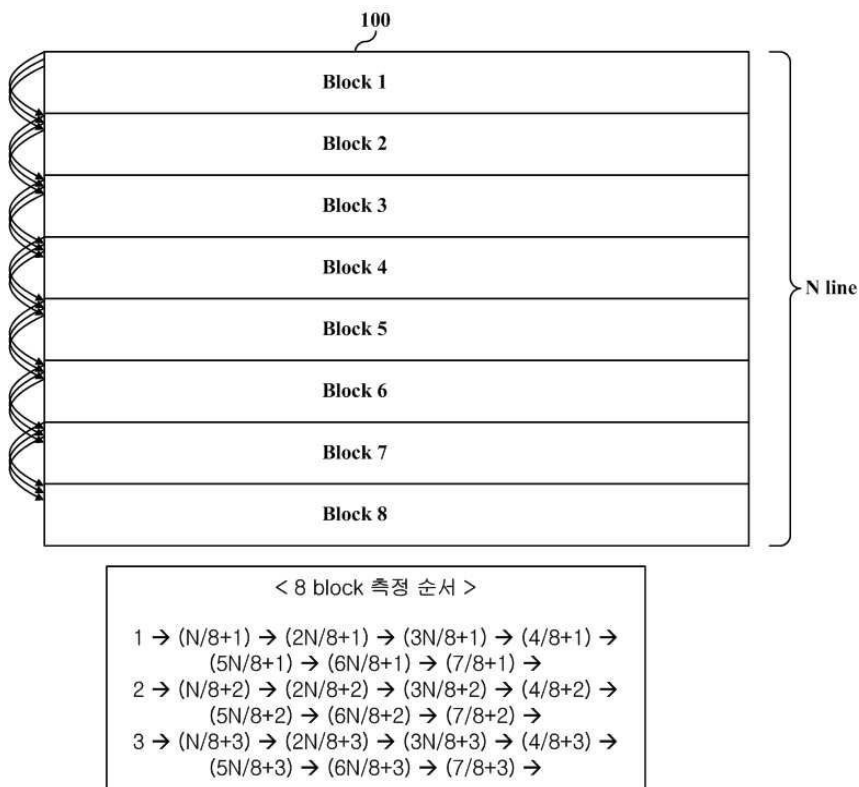 100
Block 1
Block 2
Block 3
Block 4
Block 5
Block 6
Block 7
Block 8
N line
< 8 block 측정 순서 >
1 → (N/8+1) → (2N/8+1) → (3N/8+1) → (4/8+1) →
(5N/8+1) → (6N/8+1) → (7/8+1) →
2 → (N/8+2) → (2N/8+2) → (3N/8+2) → (4/8+2) →
(5N/8+2) → (6N/8+2) → (7/8+2) →
3 → (N/8+3) → (2N/8+3) → (3N/8+3) → (4/8+3) →
(5N/8+3) → (6N/8+3) → (7/8+3) →